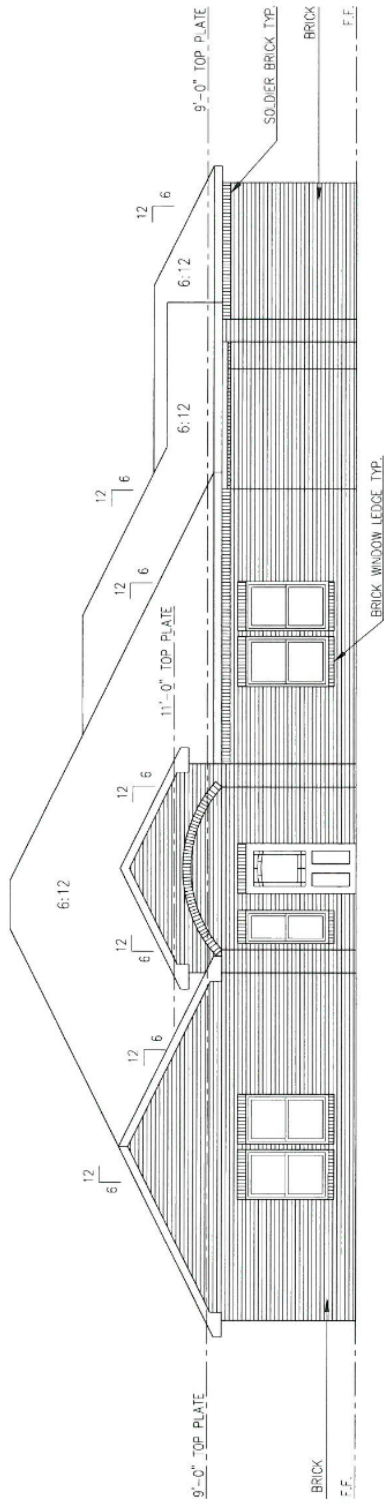 6:12
12
6
12
6
12
6
12
6
12
6
12
6
12
6
6:12
6:12
11'-0" TOP PLATE
9'-0" TOP PLATE
9'-0" TOP PLATE
SOLDIER BRICK TYP.
BRICK
BRICK
F.F.
F.F.
BRICK WINDOW LEDGE TYP.